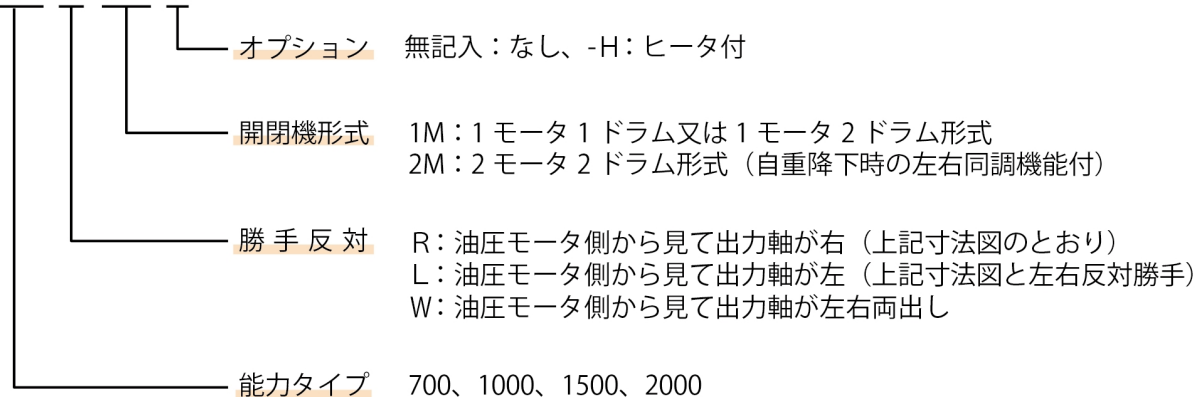 オプション 無記入：なし、-H：ヒータ付
開閉機形式 1M：1 モータ 1 ドラム又は 1 モータ 2 ドラム形式
2M：2 モータ 2 ドラム形式（自重降下時の左右同調機能付）
勝 手 反 対 R：油圧モータ側から見て出力軸が右（上記寸法図のとおり）
L：油圧モータ側から見て出力軸が左（上記寸法図と左右反対勝手）
W：油圧モータ側から見て出力軸が左右両出し
能力タイプ 700、1000、1500、2000